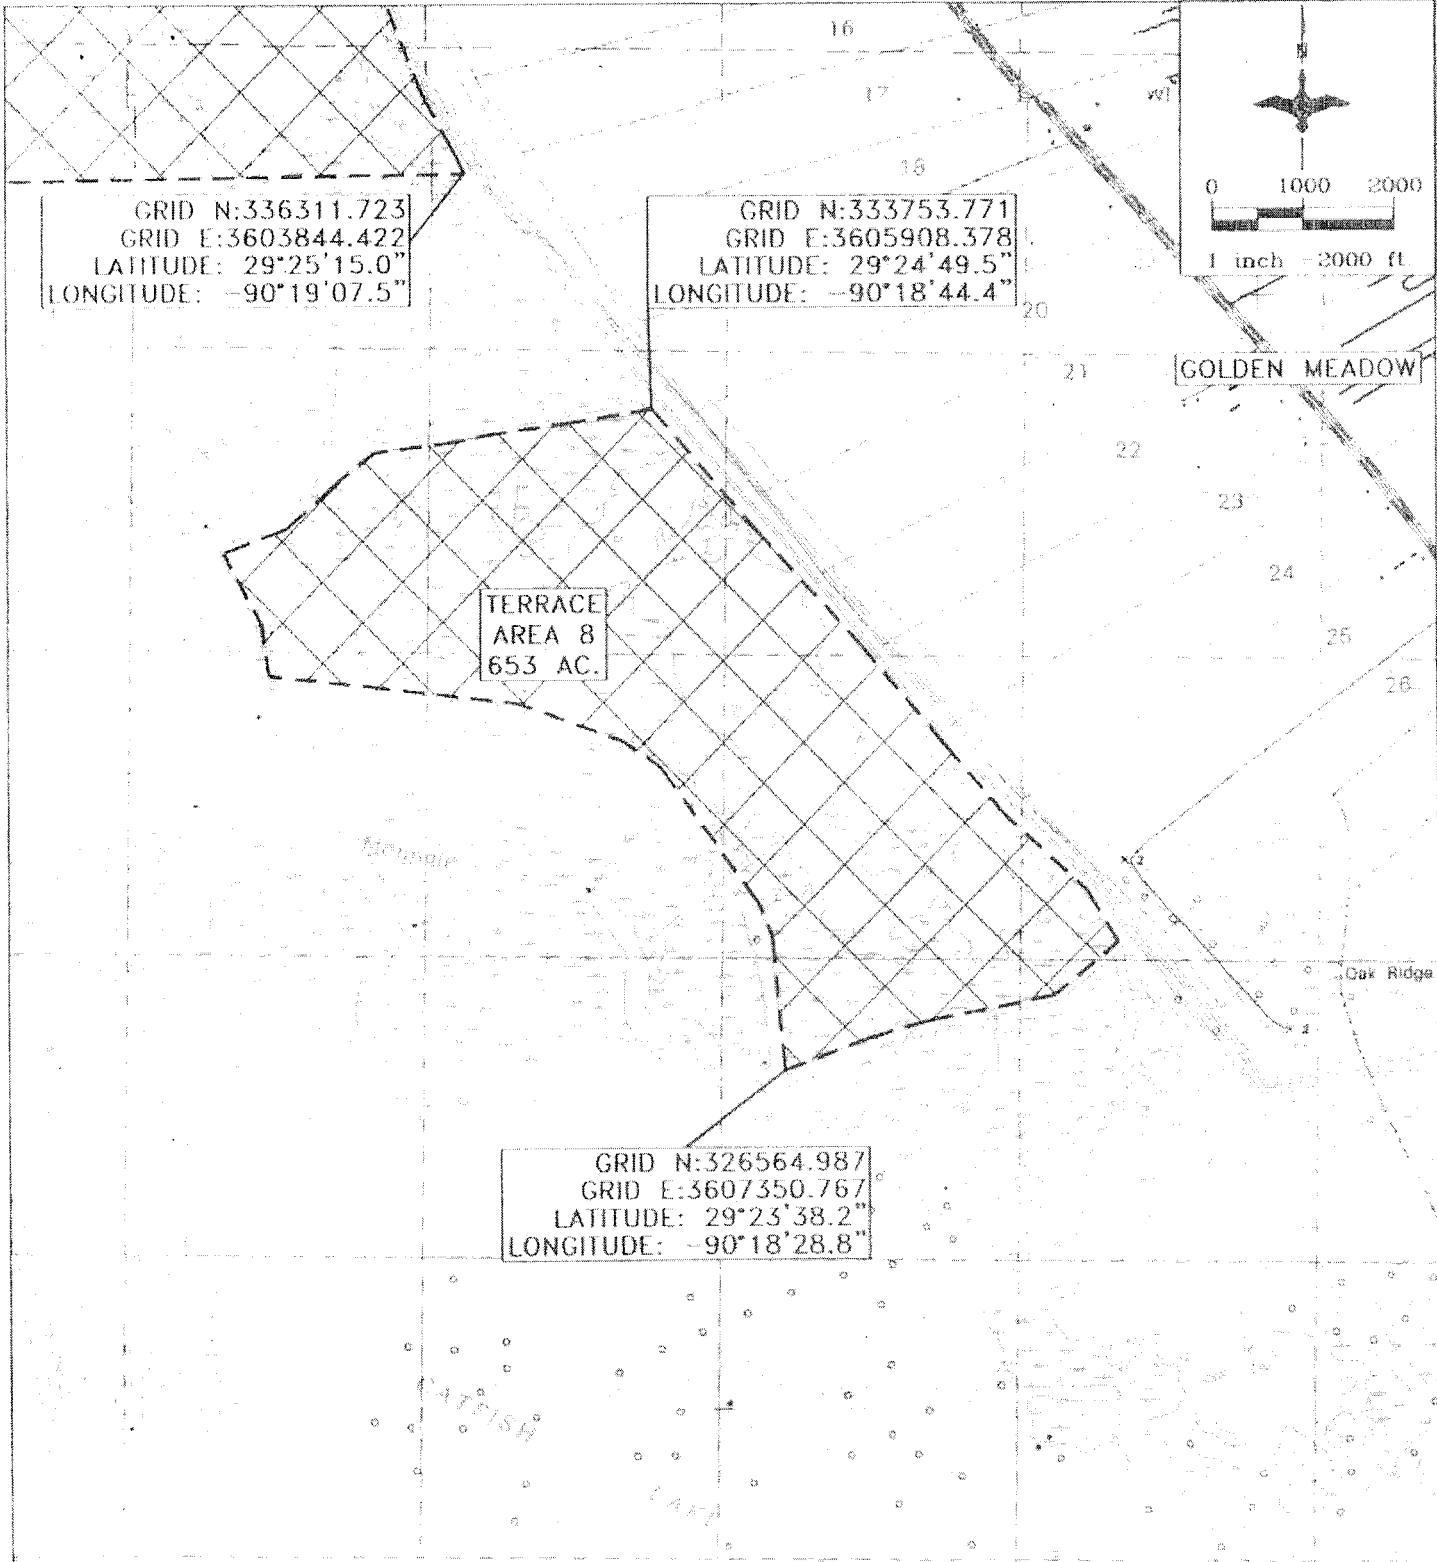 16
17
18
N
0 1000 2000
1 inch = 2000 ft.
GRID N:336311.723
GRID E:3603844.422
LATITUDE: 29°25'15.0"
LONGITUDE: -90°19'07.5"
GRID N:333753.771
GRID E:3605908.378
LATITUDE: 29°24'49.5"
LONGITUDE: -90°18'44.4"
20
21
GOLDEN MEADOW
22
23
24
25
26
TERRACE
AREA 8
653 AC.
Oak Ridge
GRID N:326564.987
GRID E:3607350.767
LATITUDE: 29°23'38.2"
LONGITUDE: -90°18'28.8"
CATFISH
LAKE